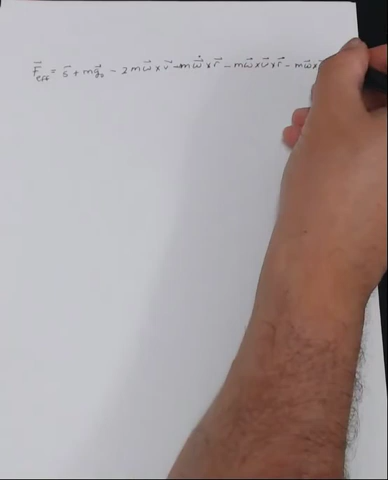 F⃗eff = s⃗ + mg⃗₀ - 2mω⃗ × v⃗ - mω⃗̇ × r⃗ - mω⃗ × v⃗ × r⃗ - mω⃗ ×